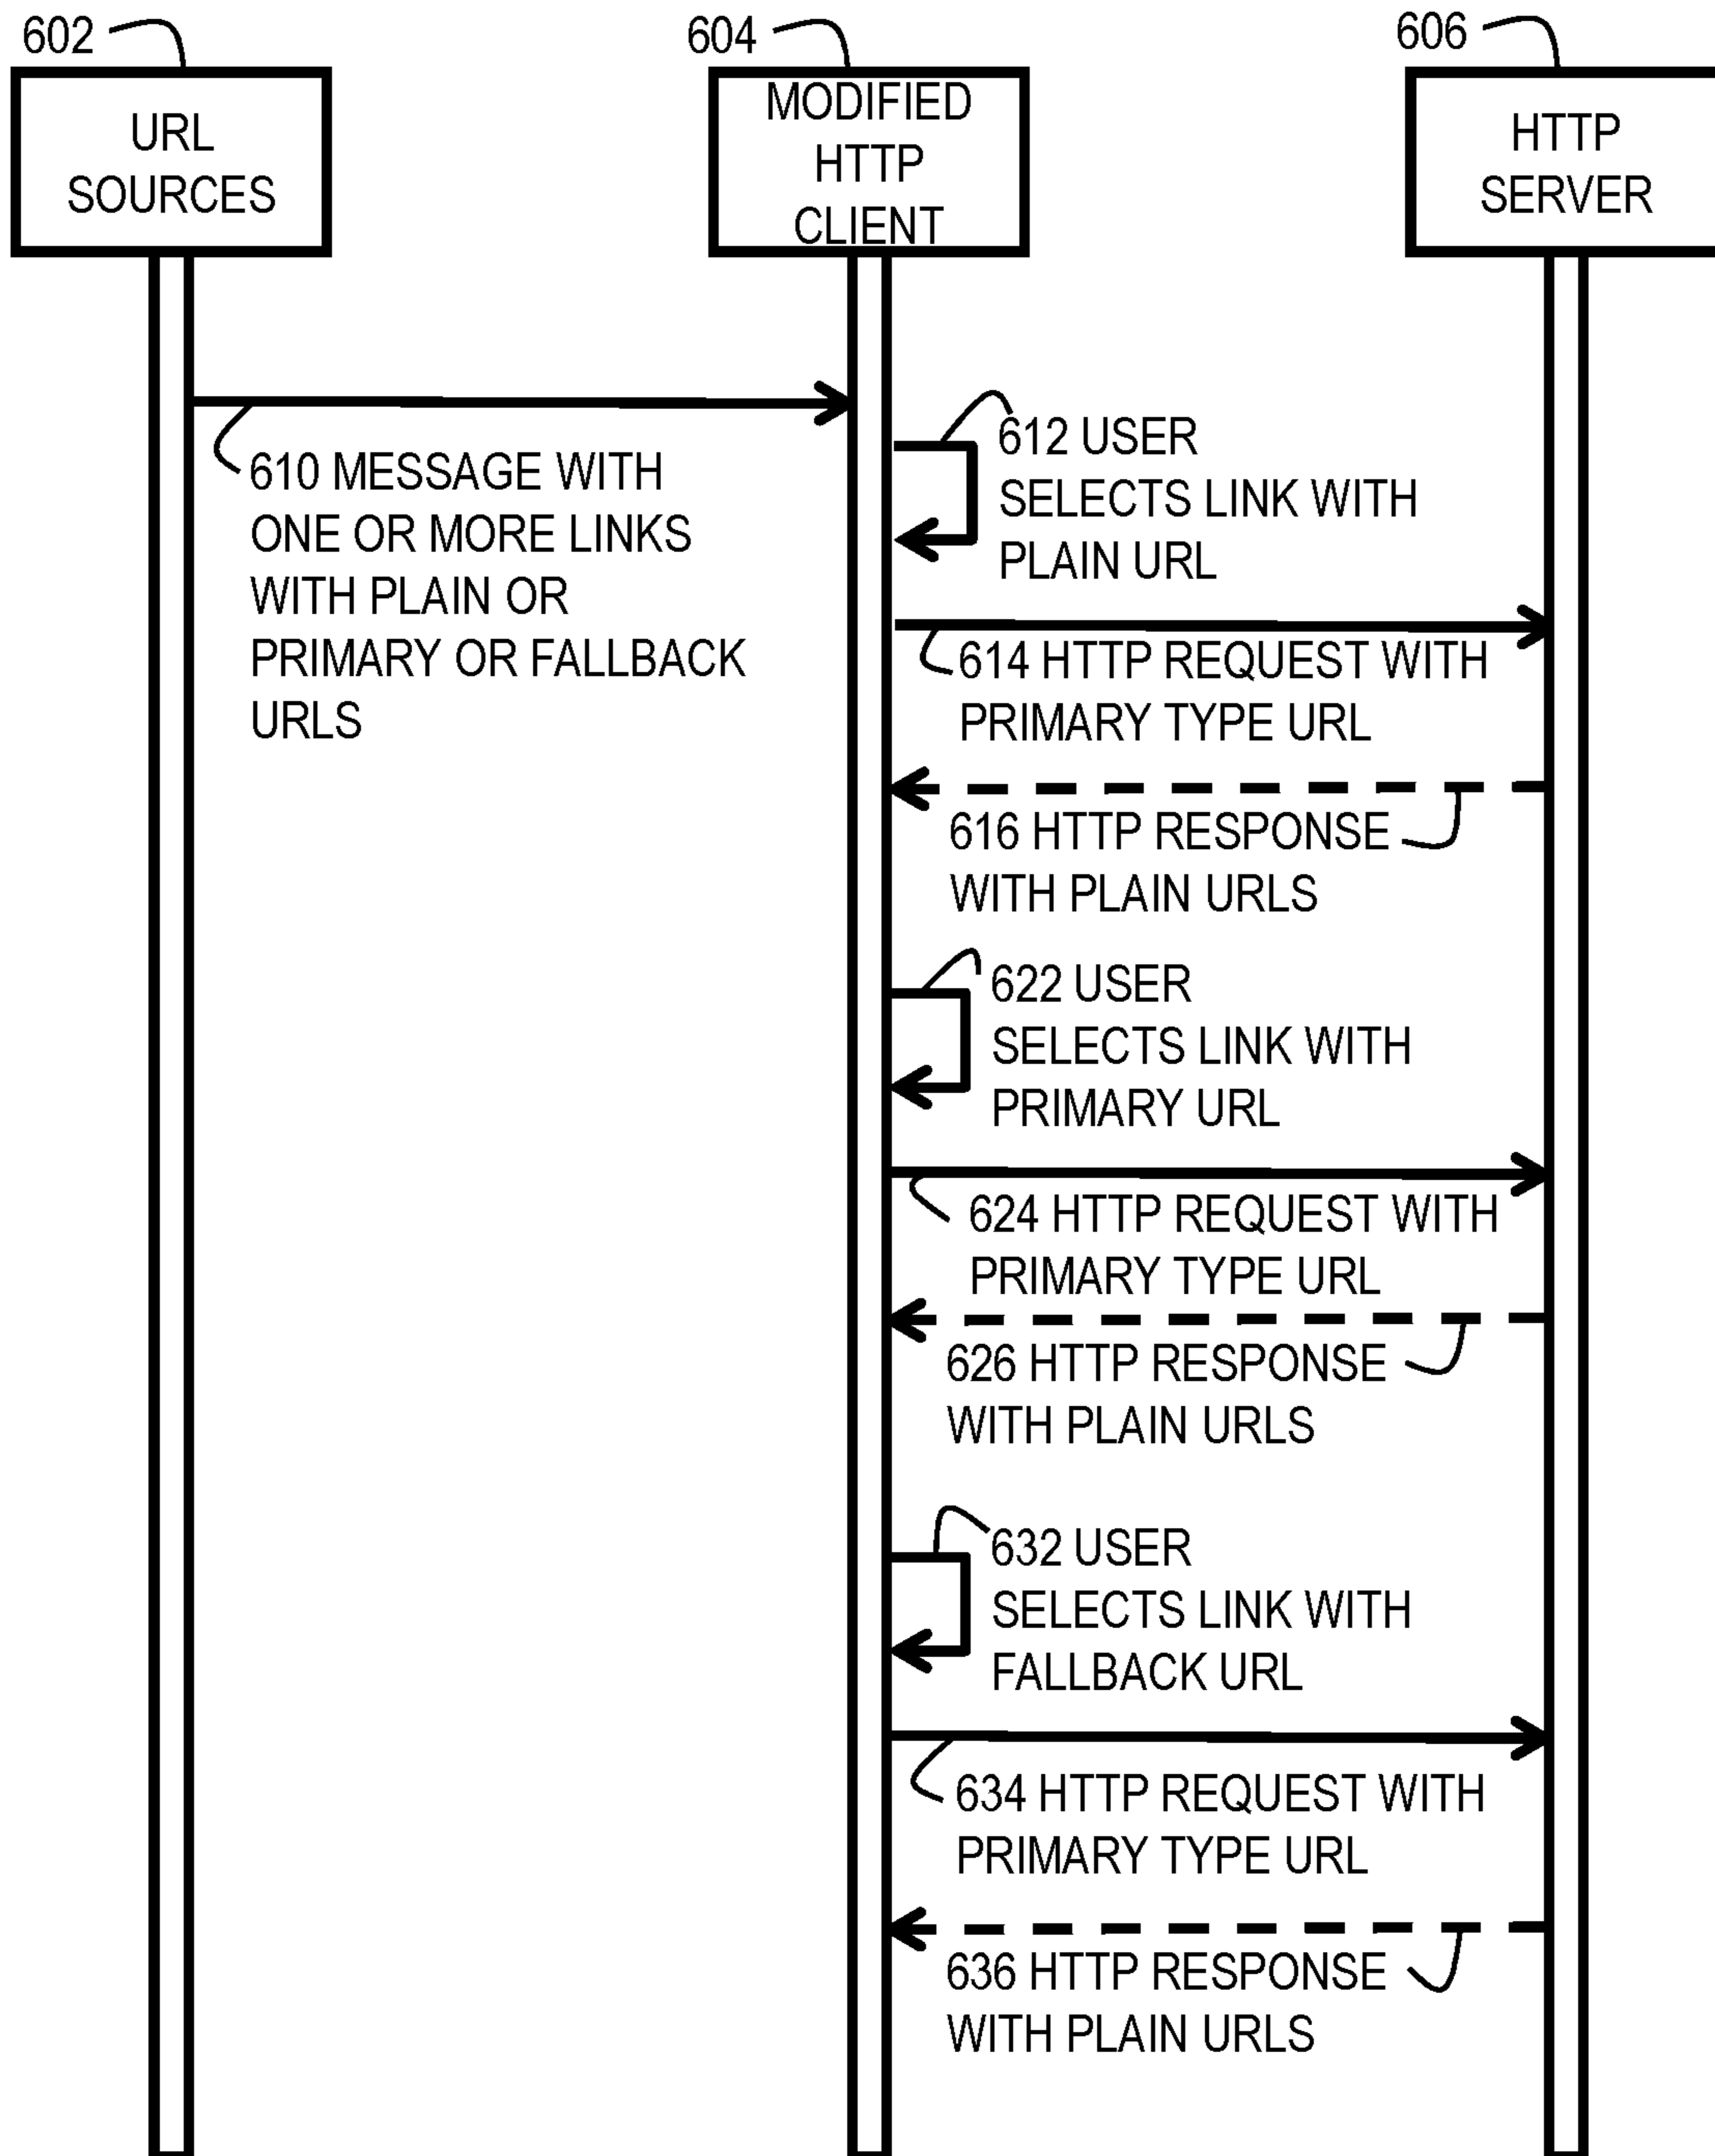 602
604
606
URL
SOURCES
MODIFIED
HTTP
CLIENT
HTTP
SERVER
610 MESSAGE WITH
ONE OR MORE LINKS
WITH PLAIN OR
PRIMARY OR FALLBACK
URLS
612 USER
SELECTS LINK WITH
PLAIN URL
614 HTTP REQUEST WITH
PRIMARY TYPE URL
616 HTTP RESPONSE
WITH PLAIN URLS
622 USER
SELECTS LINK WITH
PRIMARY URL
624 HTTP REQUEST WITH
PRIMARY TYPE URL
626 HTTP RESPONSE
WITH PLAIN URLS
632 USER
SELECTS LINK WITH
FALLBACK URL
634 HTTP REQUEST WITH
PRIMARY TYPE URL
636 HTTP RESPONSE
WITH PLAIN URLS